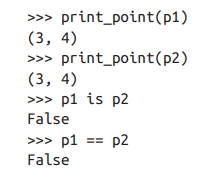 >>> print_point(p1)
(3, 4)
>>> print_point(p2)
(3, 4)
>>> p1 is p2
False
>>> p1 == p2
False